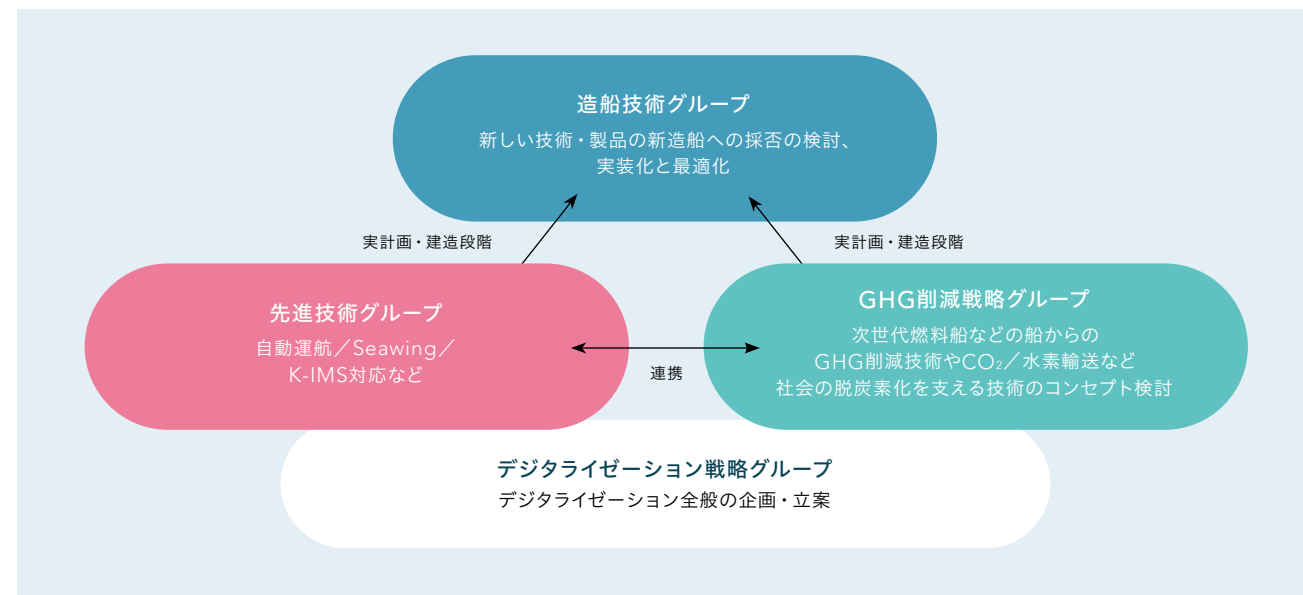 造船技術グループ
新しい技術・製品の新造船への採否の検討、
実装化と最適化
実計画・建造段階
実計画・建造段階
先進技術グループ
自動運航／Seawing／
K-IMS対応など
連携
GHG削減戦略グループ
次世代燃料船などの船からの
GHG削減技術やCO₂／水素輸送など
社会の脱炭素化を支える技術のコンセプト検討
デジタライゼーション戦略グループ
デジタライゼーション全般の企画・立案